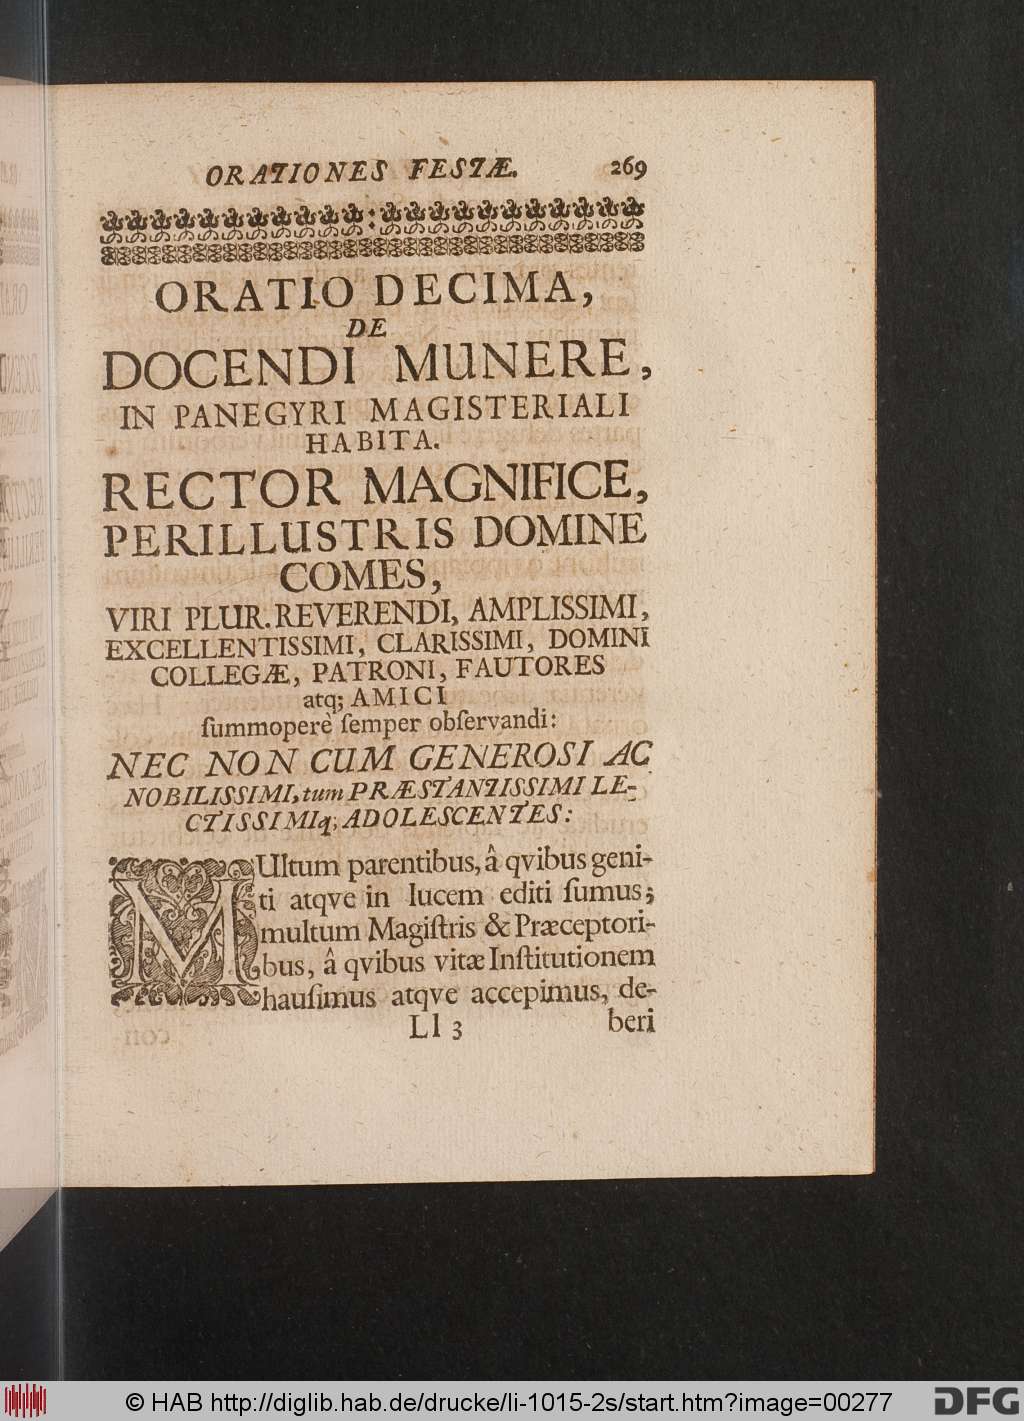 ORATIONES FESTÆ. 269
ORATIO DECIMA,
DE
DOCENDI MUNERE,
IN PANEGYRI MAGISTERIALI
HABITA.
RECTOR MAGNIFICE,
PERILLUSTRIS DOMINE
COMES,
VIRI PLUR. REVERENDI, AMPLISSIMI,
EXCELLENTISSIMI, CLARISSIMI, DOMINI
COLLEGÆ, PATRONI, FAUTORES
atq; AMICI
ſummoperè ſemper obſervandi:
NEC NON CUM GENEROSI AC
NOBILISSIMI, tum PRÆSTANTISSIMI LE-
CTISSIMIq; ADOLESCENTES:
MUltum parentibus, â qvibus geni-
ti atqve in lucem editi ſumus;
multum Magiſtris & Præceptori-
bus, â qvibus vitæ Inſtitutionem
hauſimus atqve accepimus, de-
Ll 3 beri
© HAB http://diglib.hab.de/drucke/li-1015-2s/start.htm?image=00277
DFG